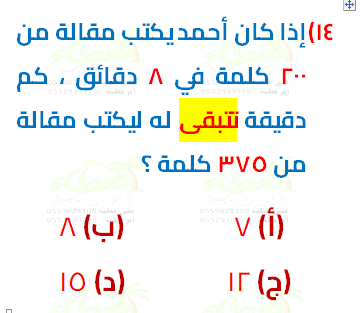 ١٤) إذا كان أحمديكتب مقالة من
٢٠٠ كلمة في ٨ دقائق ، كم
دقيقة تتبقى له ليكتب مقالة
من ٣٧٥ كلمة ؟
(أ) ٧ (ب) ٨
(ج) ١٢ (د) ١٥